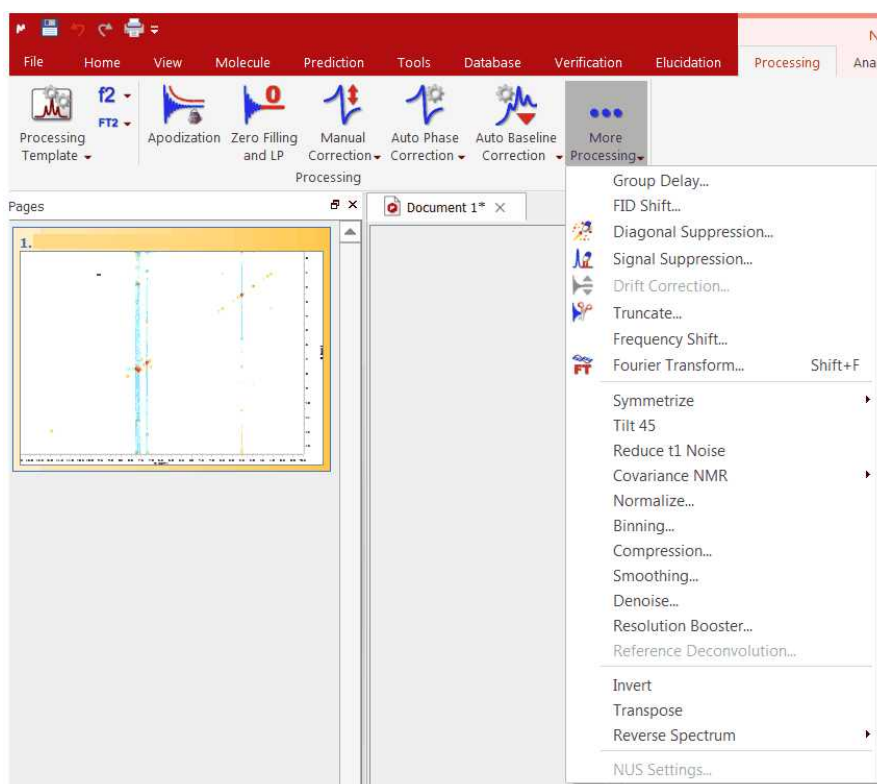 File Home View Molecule Prediction Tools Database Verification Elucidation Processing Ana
N
Processing Template
f2
FT2
Apodization
Zero Filling and LP
Manual Correction
Auto Phase Correction
Auto Baseline Correction
More Processing
Processing
Pages
Document 1*
1.
Group Delay...
FID Shift...
Diagonal Suppression...
Signal Suppression...
Drift Correction...
Truncate...
Frequency Shift...
FT
Fourier Transform... Shift+F
Symmetrize
Tilt 45
Reduce t1 Noise
Covariance NMR
Normalize...
Binning...
Compression...
Smoothing...
Denoise...
Resolution Booster...
Reference Deconvolution...
Invert
Transpose
Reverse Spectrum
NUS Settings...